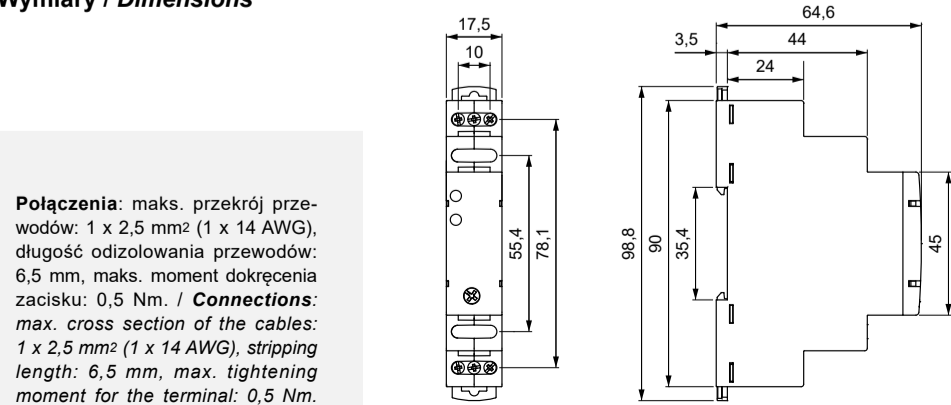 Wymiary / Dimensions
17,5
10
55,4
78,1
64,6
3,5
44
24
98,8
90
35,4
45
Połączenia: maks. przekrój prze-
wodów: 1 x 2,5 mm² (1 x 14 AWG),
długość odizolowania przewodów:
6,5 mm, maks. moment dokręcenia
zacisku: 0,5 Nm. / Connections:
max. cross section of the cables:
1 x 2,5 mm² (1 x 14 AWG), stripping
length: 6,5 mm, max. tightening
moment for the terminal: 0,5 Nm.